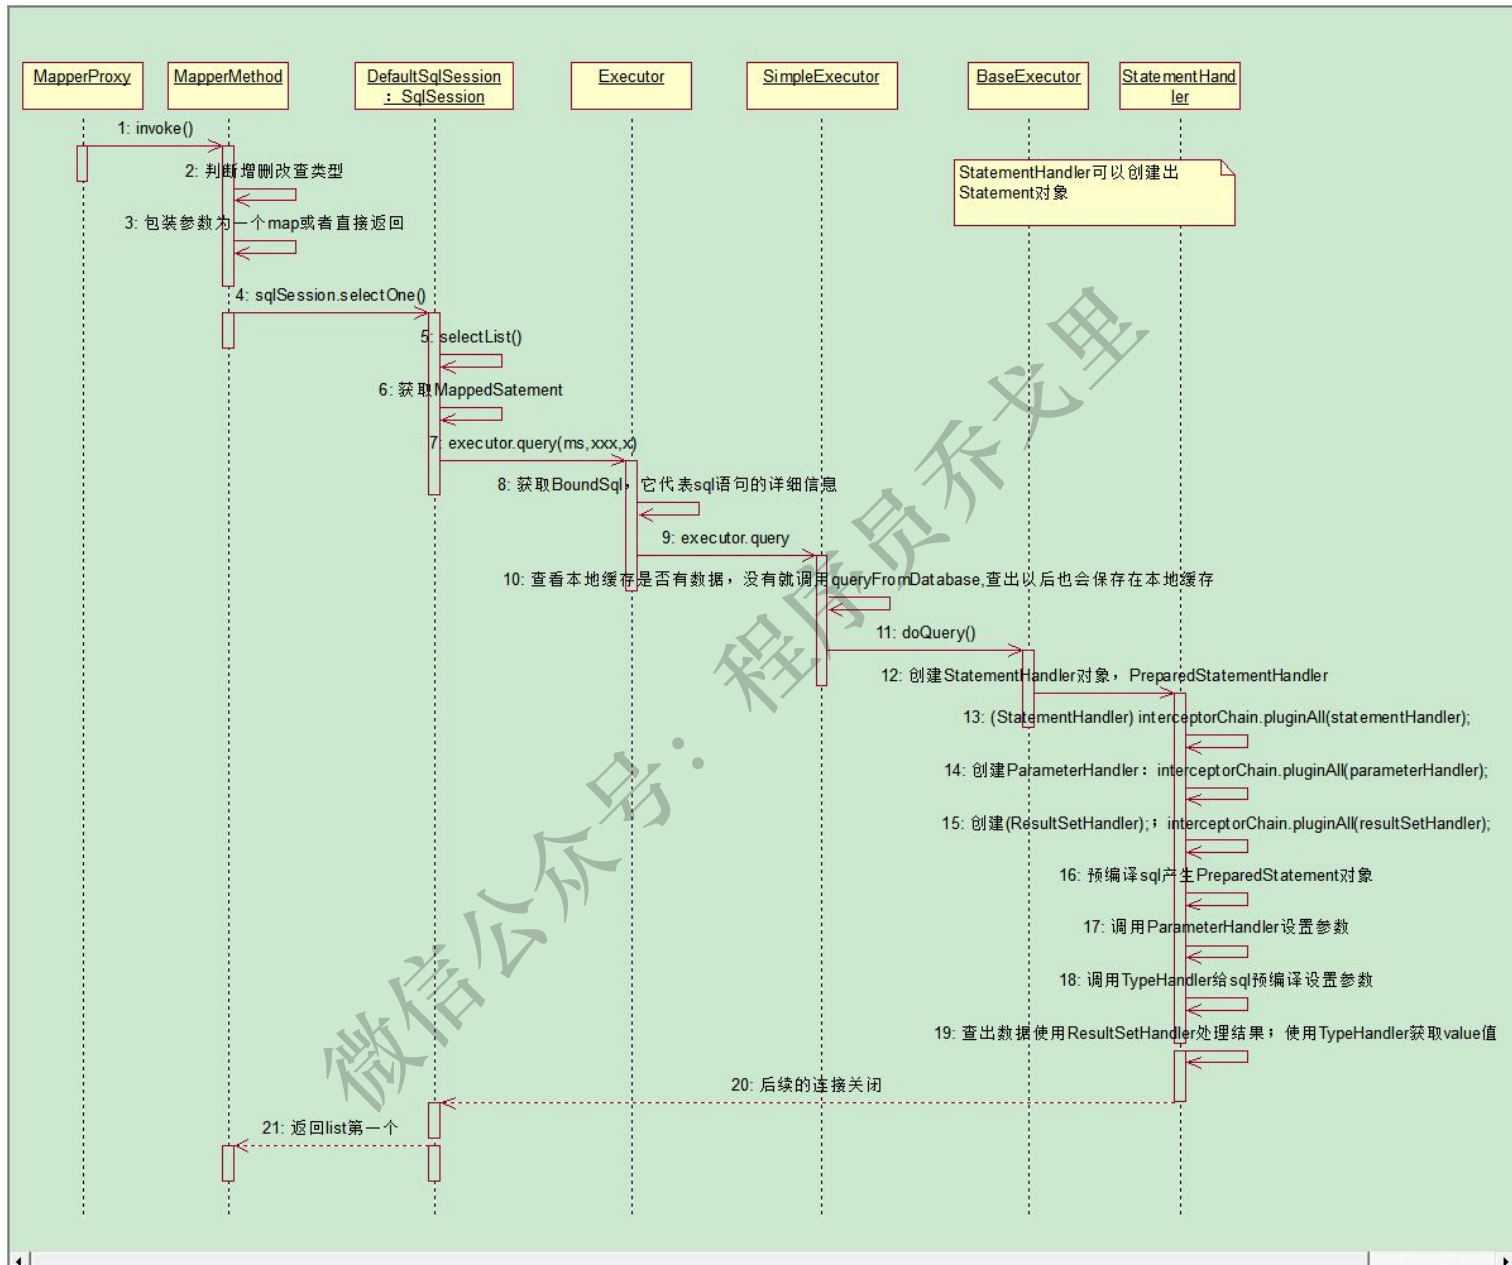 MapperProxy
MapperMethod
DefaultSqlSession
：SqlSession
Executor
SimpleExecutor
BaseExecutor
StatementHand
ler
1: invoke()
StatementHandler可以创建出
Statement对象
2: 判断增删改查类型
3: 包装参数为一个map或者直接返回
4: sqlSession.selectOne()
5: selectList()
6: 获取MappedSatement
7: executor.query(ms,xxx,x)
8: 获取BoundSql，它代表sql语句的详细信息
9: executor.query
10: 查看本地缓存是否有数据，没有就调用queryFromDatabase,查出以后也会保存在本地缓存
11: doQuery()
12: 创建StatementHandler对象，PreparedStatementHandler
13: (StatementHandler) interceptorChain.pluginAll(statementHandler);
14: 创建ParameterHandler：interceptorChain.pluginAll(parameterHandler);
15: 创建(ResultSetHandler);；interceptorChain.pluginAll(resultSetHandler);
16: 预编译sql产生PreparedStatement对象
17: 调用ParameterHandler设置参数
18: 调用TypeHandler给sql预编译设置参数
19: 查出数据使用ResultSetHandler处理结果；使用TypeHandler获取value值
20: 后续的连接关闭
21: 返回list第一个
微信公众号：程序员乔戈里